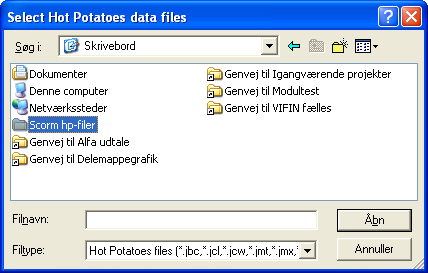 Select Hot Potatoes data files
Søg i: Skrivebord
Dokumenter
Denne computer
Netværkssteder
Scorm hp-filer
Genvej til Alfa udtale
Genvej til Delemappegrafik
Genvej til Igangværende projekter
Genvej til Modultest
Genvej til VIFIN fælles
Filnavn:
Åbn
Filtype: Hot Potatoes files (*.jbc,*.jcl,*.jcw,*.jmt,*.jmx,*
Annuller